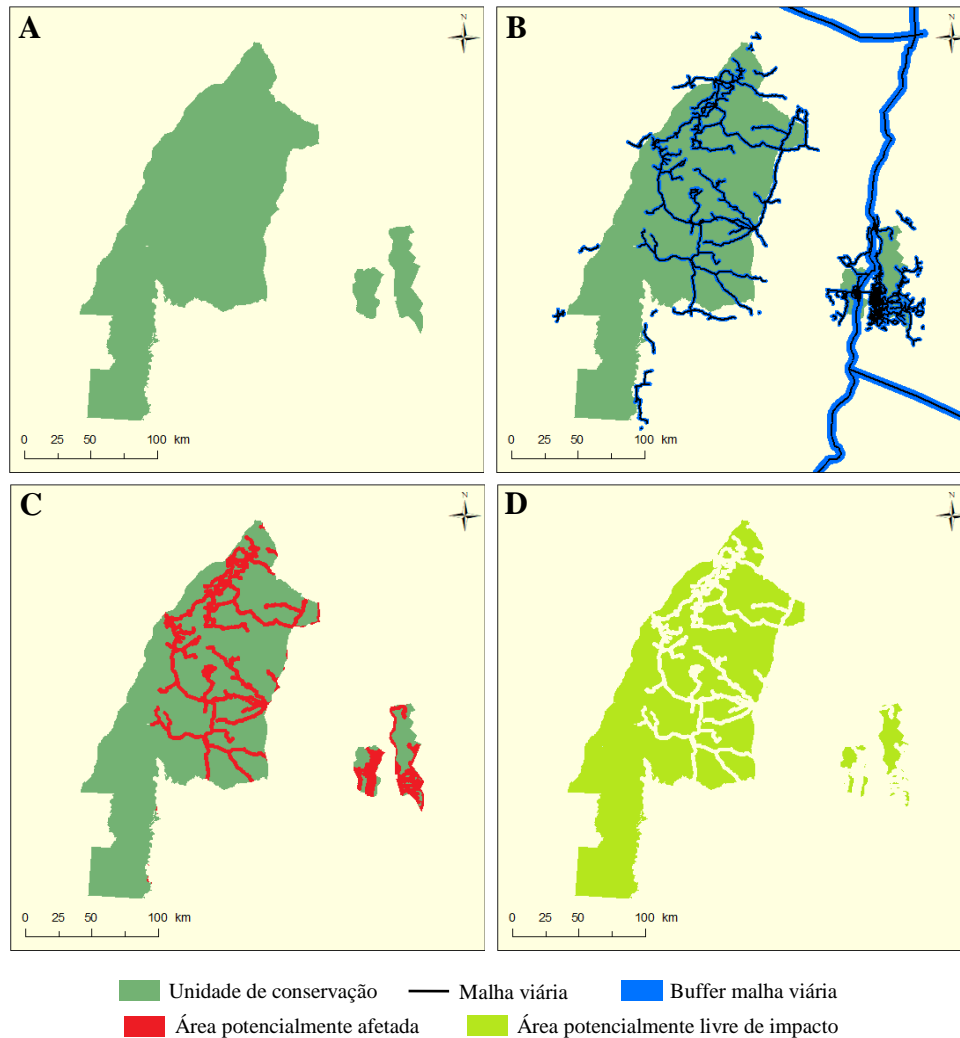 A
N
0 25 50 100 km
B
N
0 25 50 100 km
C
N
0 25 50 100 km
D
N
0 25 50 100 km
Unidade de conservação
Malha viária
Buffer malha viária
Área potencialmente afetada
Área potencialmente livre de impacto